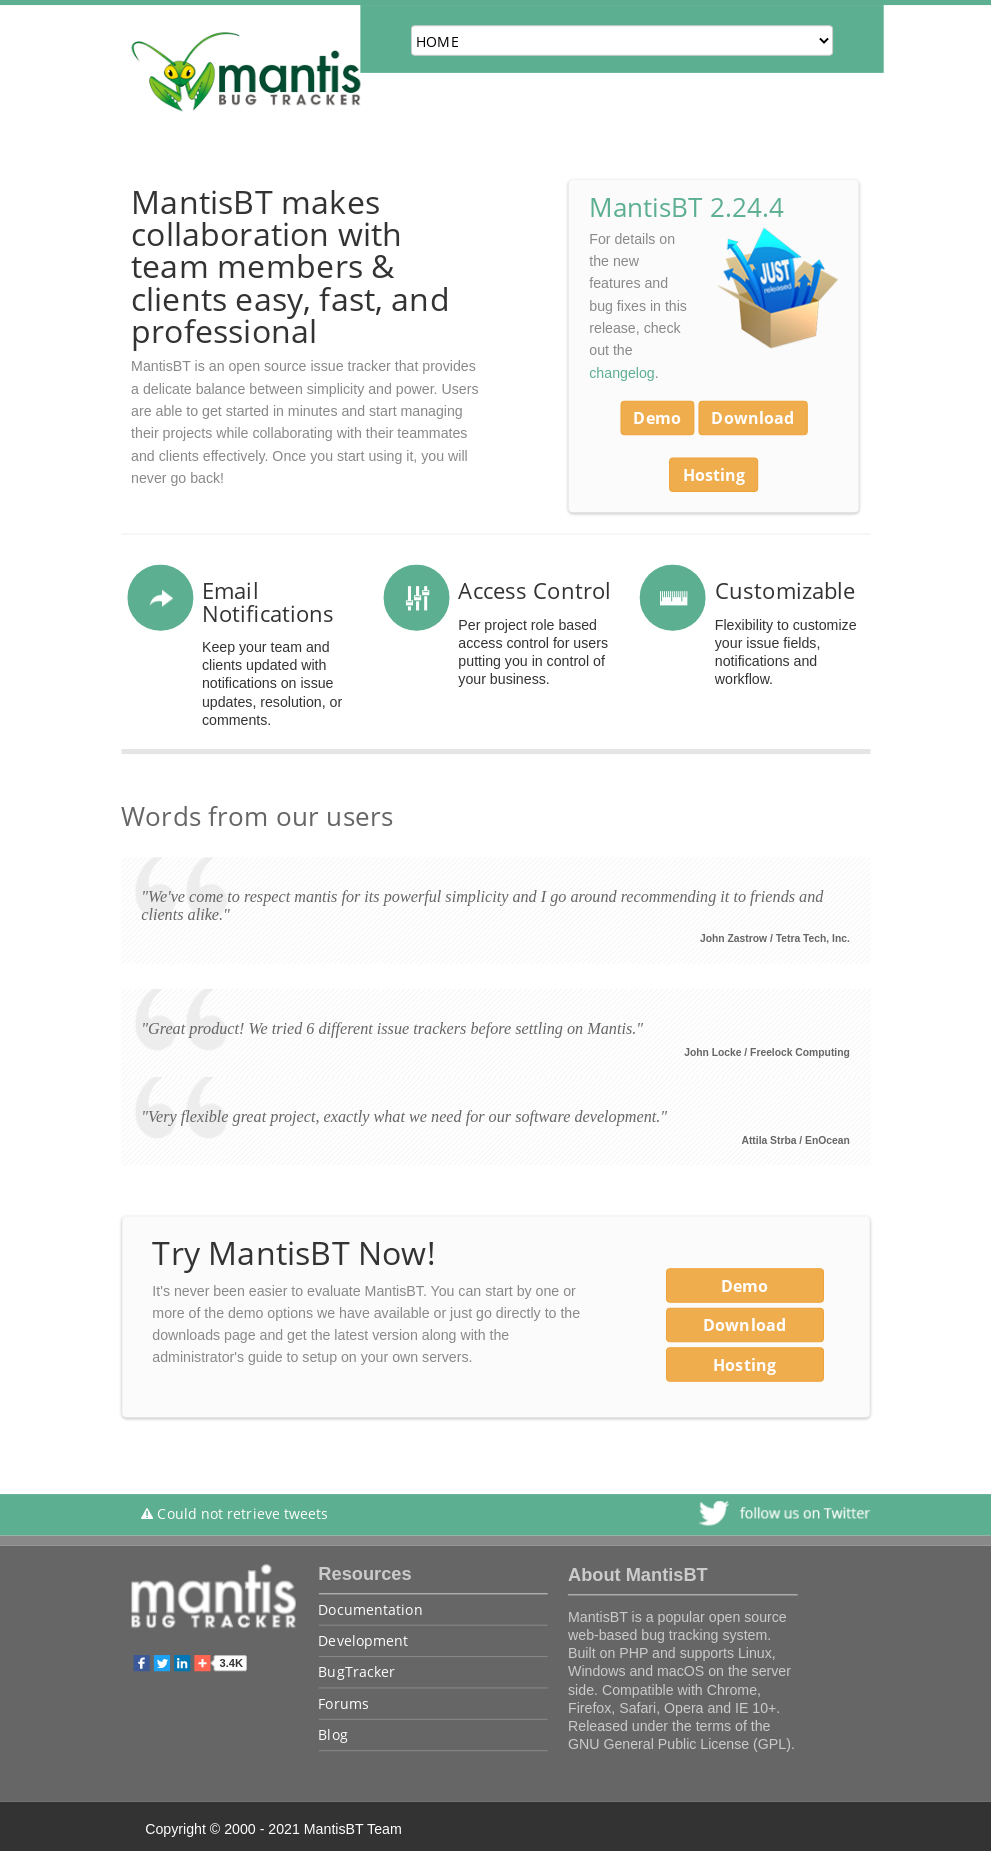 HOME
mantis
BUG TRACKER
MantisBT makes
collaboration with
team members &
clients easy, fast, and
professional
MantisBT is an open source issue tracker that provides
a delicate balance between simplicity and power. Users
are able to get started in minutes and start managing
their projects while collaborating with their teammates
and clients effectively. Once you start using it, you will
never go back!
MantisBT 2.24.4
For details on
the new
features and
bug fixes in this
release, check
out the
changelog.
JUST
released
Demo
Download
Hosting
Email
Notifications
Keep your team and
clients updated with
notifications on issue
updates, resolution, or
comments.
Access Control
Per project role based
access control for users
putting you in control of
your business.
Customizable
Flexibility to customize
your issue fields,
notifications and
workflow.
Words from our users
"We've come to respect mantis for its powerful simplicity and I go around recommending it to friends and
clients alike."
John Zastrow / Tetra Tech, Inc.
"Great product! We tried 6 different issue trackers before settling on Mantis."
John Locke / Freelock Computing
"Very flexible great project, exactly what we need for our software development."
Attila Strba / EnOcean
Try MantisBT Now!
It's never been easier to evaluate MantisBT. You can start by one or
more of the demo options we have available or just go directly to the
downloads page and get the latest version along with the
administrator's guide to setup on your own servers.
Demo
Download
Hosting
Could not retrieve tweets
follow us on Twitter
mantis
BUG TRACKER
3.4K
Resources
Documentation
Development
BugTracker
Forums
Blog
About MantisBT
MantisBT is a popular open source
web-based bug tracking system.
Built on PHP and supports Linux,
Windows and macOS on the server
side. Compatible with Chrome,
Firefox, Safari, Opera and IE 10+.
Released under the terms of the
GNU General Public License (GPL).
Copyright © 2000 - 2021 MantisBT Team